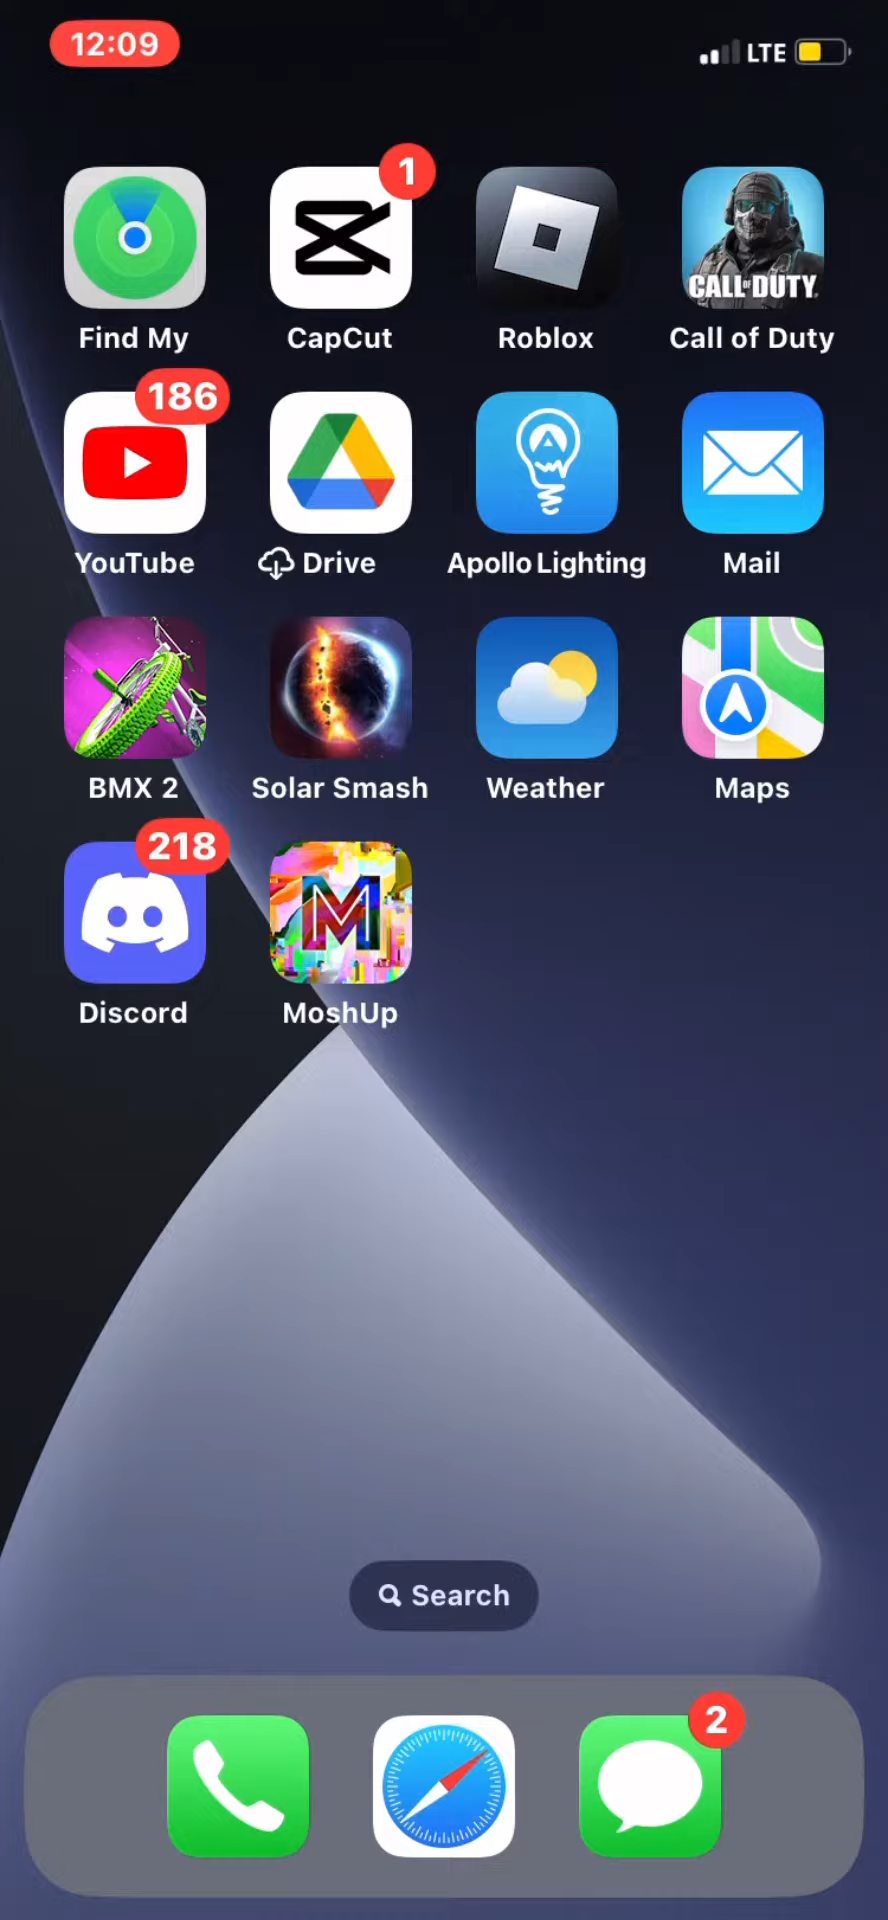 12:09
LTE
1
CALL OF DUTY
Find My
CapCut
Roblox
Call of Duty
186
YouTube
Drive
Apollo Lighting
Mail
BMX 2
Solar Smash
Weather
Maps
218
M
Discord
MoshUp
Search
2